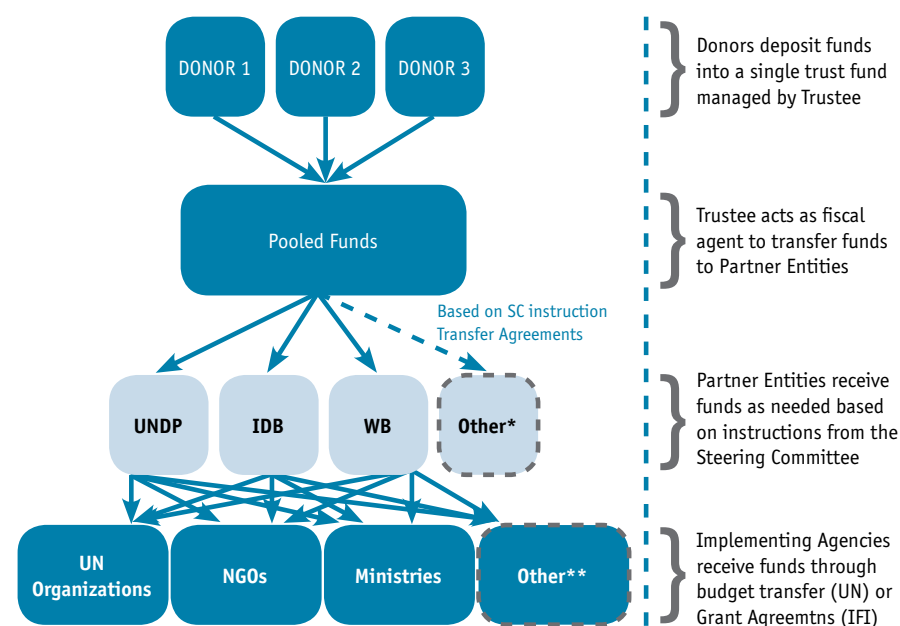 DONOR 1
DONOR 2
DONOR 3
Donors deposit funds
into a single trust fund
managed by Trustee
Pooled Funds
Trustee acts as fiscal
agent to transfer funds
to Partner Entities
Based on SC instruction
Transfer Agreements
UNDP
IDB
WB
Other*
Partner Entities receive
funds as needed based
on instructions from the
Steering Committee
UN
Organizations
NGOs
Ministries
Other**
Implementing Agencies
receive funds through
budget transfer (UN) or
Grant Agreemtns (IFI)